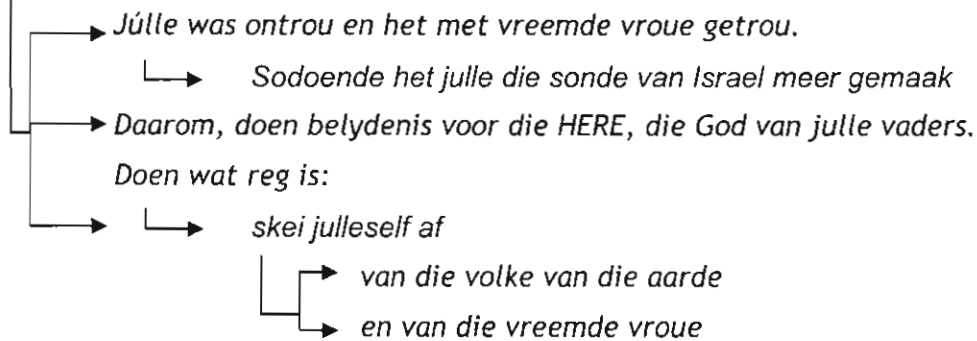 Júlle was ontrou en het met vreemde vroue getrou.
Sodoende het julle die sonde van Israel meer gemaak
Daarom, doen belydenis voor die HERE, die God van julle vaders.
Doen wat reg is:
skei julleself af
van die volke van die aarde
en van die vreemde vroue